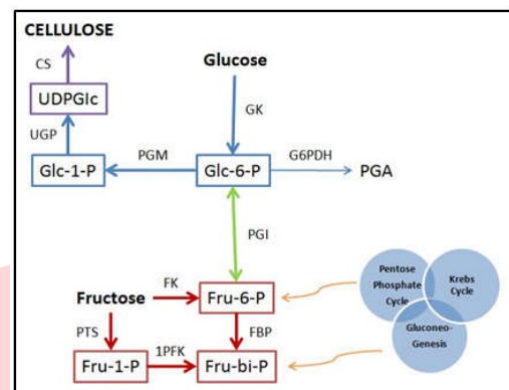 CELLULOSE
CS
Glucose
UDPGlc
GK
UGP
PGM
G6PDH
Glc-1-P
Glc-6-P
PGA
PGI
Pentose
Phosphate
Cycle
Krebs
Cycle
Gluconeo-
Genesis
FK
Fructose
Fru-6-P
PTS
FBP
1PFK
Fru-1-P
Fru-bi-P